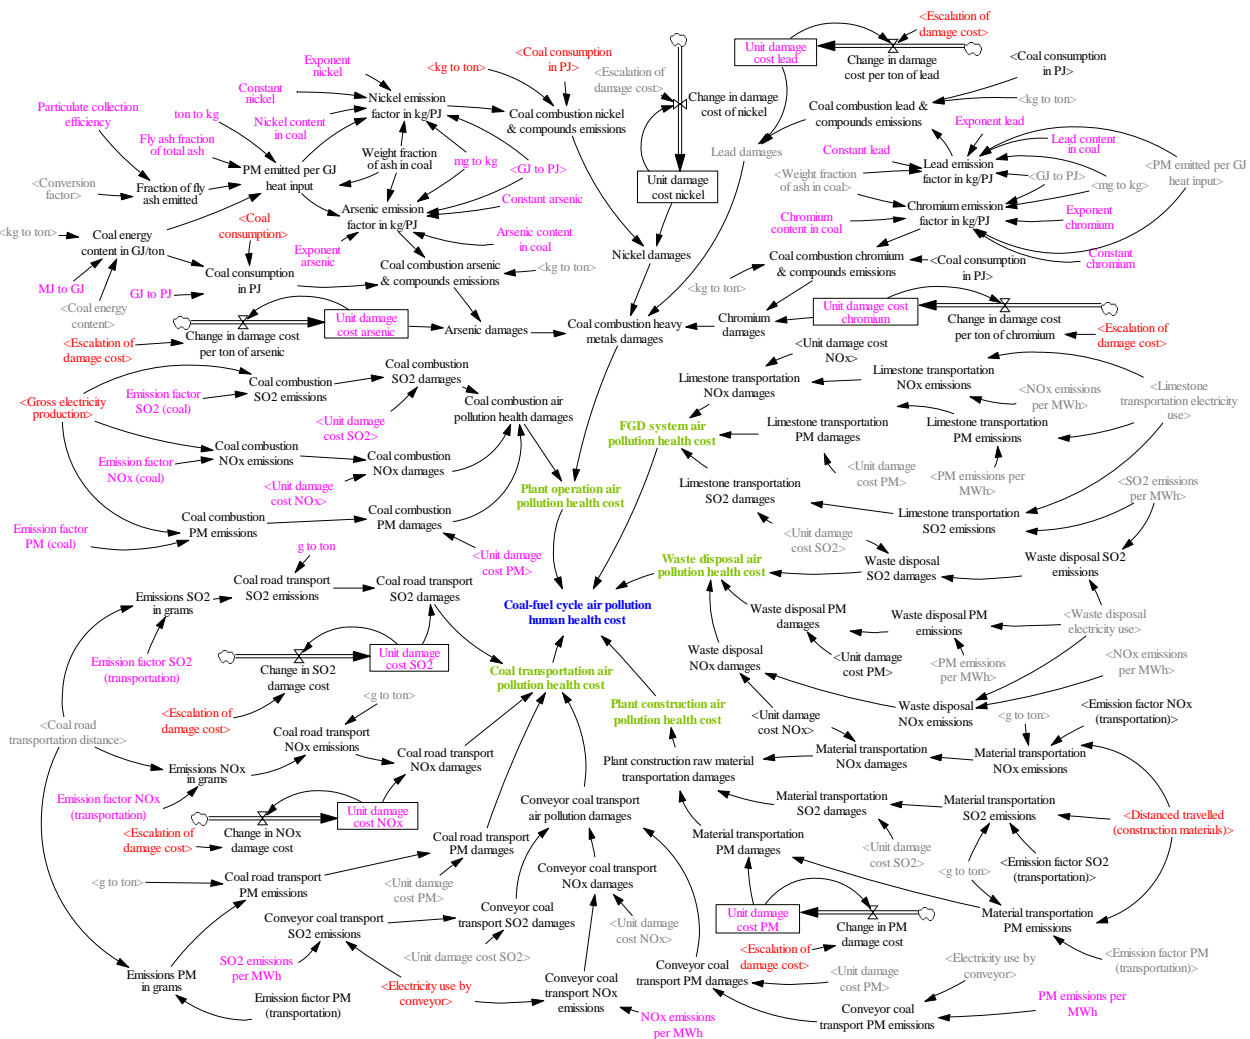 <Escalation of
damage cost>
Unit damage
cost lead
Change in damage
cost per ton of lead
<Coal consumption
in PJ>
<kg to ton>
Coal combustion lead &
compounds emissions
Exponent lead
Constant lead
Lead content
in coal
Lead emission
factor in kg/PJ
<PM emitted per GJ
heat input>
<Weight fraction
of ash in coal>
<GJ to PJ>
<mg to kg>
Chromium emission
factor in kg/PJ
Chromium
content in coal
Exponent
chromium
Constant
chromium
Coal combustion chromium
& compounds emissions
<Coal consumption
in PJ>
<kg to ton>
Chromium
damages
Unit damage cost
chromium
Change in damage cost
per ton of chromium
<Escalation of
damage cost>
Lead damages
Exponent
nickel
Constant
nickel
Nickel content
in coal
Nickel emission
factor in kg/PJ
<kg to ton>
<Coal consumption
in PJ>
Coal combustion nickel
& compounds emissions
<Escalation of
damage cost>
Change in damage
cost of nickel
Unit damage
cost nickel
Nickel damages
Particulate collection
efficiency
ton to kg
Fly ash fraction
of total ash
PM emitted per GJ
heat input
Weight fraction
of ash in coal
mg to kg
<GJ to PJ>
<Conversion
factor>
Fraction of fly
ash emitted
Arsenic emission
factor in kg/PJ
Constant arsenic
Arsenic content
in coal
Exponent
arsenic
<kg to ton>
Coal energy
content in GJ/ton
<Coal
consumption>
MJ to GJ
GJ to PJ
Coal consumption
in PJ
<Coal energy
content>
Coal combustion arsenic
& compounds emissions
<kg to ton>
Unit damage
cost arsenic
Change in damage cost
per ton of arsenic
<Escalation of
damage cost>
Arsenic damages
Coal combustion heavy
metals damages
<Gross electricity
production>
Emission factor
SO2 (coal)
Coal combustion
SO2 emissions
Coal combustion
SO2 damages
<Unit damage
cost SO2>
Coal combustion air
pollution health damages
Emission factor
NOx (coal)
Coal combustion
NOx emissions
Coal combustion
NOx damages
<Unit damage
cost NOx>
Plant operation air
pollution health cost
Emission factor
PM (coal)
Coal combustion
PM emissions
Coal combustion
PM damages
<Unit damage
cost PM>
<Unit damage cost
NOx>
Limestone transportation
NOx damages
Limestone transportation
NOx emissions
<NOx emissions
per MWh>
<Limestone
transportation electricity
use>
FGD system air
pollution health cost
Limestone transportation
PM damages
Limestone transportation
PM emissions
<Unit damage
cost PM>
<PM emissions per
MWh>
Limestone transportation
SO2 damages
<SO2 emissions
per MWh>
Limestone transportation
SO2 emissions
<Unit damage
cost SO2>
Waste disposal air
pollution health cost
Waste disposal
SO2 damages
Waste disposal SO2
emissions
Waste disposal PM
damages
Waste disposal PM
emissions
<Waste disposal
electricity use>
<Unit damage
cost PM>
<PM emissions
per MWh>
<NOx emissions
per MWh>
Waste disposal
NOx damages
Waste disposal
NOx emissions
<Unit damage
cost NOx>
Coal-fuel cycle air pollution
human health cost
g to ton
Emissions SO2
in grams
Coal road transport
SO2 emissions
Coal road transport
SO2 damages
Emission factor SO2
(transportation)
Unit damage
cost SO2
Change in SO2
damage cost
<Escalation of
damage cost>
Coal transportation air
pollution health cost
Plant construction air
pollution health cost
<Coal road
transportation distance>
<g to ton>
Coal road transport
NOx emissions
Emissions NOx
in grams
Coal road transport
NOx damages
Emission factor NOx
(transportation)
Unit damage
cost NOx
Change in NOx
damage cost
<Escalation of
damage cost>
Plant construction raw material
transportation damages
Material transportation
NOx damages
Material transportation
NOx emissions
<g to ton>
<Emission factor NOx
(transportation)>
Material transportation
SO2 damages
Material transportation
SO2 emissions
<Distanced travelled
(construction materials)>
<Unit damage
cost SO2>
<g to ton>
<Emission factor SO2
(transportation)>
Material transportation
PM damages
Material transportation
PM emissions
<Emission factor PM
(transportation)>
Unit damage
cost PM
Change in PM
damage cost
<Escalation of
damage cost>
Conveyor coal transport
air pollution damages
Coal road transport
PM damages
<Unit damage
cost PM>
<g to ton>
Coal road transport
PM emissions
Conveyor coal transport
NOx damages
<Unit damage
cost NOx>
Conveyor coal transport
SO2 emissions
Conveyor coal
transport SO2 damages
<Unit damage cost SO2>
SO2 emissions
per MWh
Emissions PM
in grams
Emission factor PM
(transportation)
<Electricity use by
conveyor>
Conveyor coal
transport NOx
emissions
NOx emissions
per MWh
Conveyor coal
transport PM damages
<Unit damage
cost PM>
<Electricity use by
conveyor>
Conveyor coal
transport PM emissions
PM emissions per
MWh